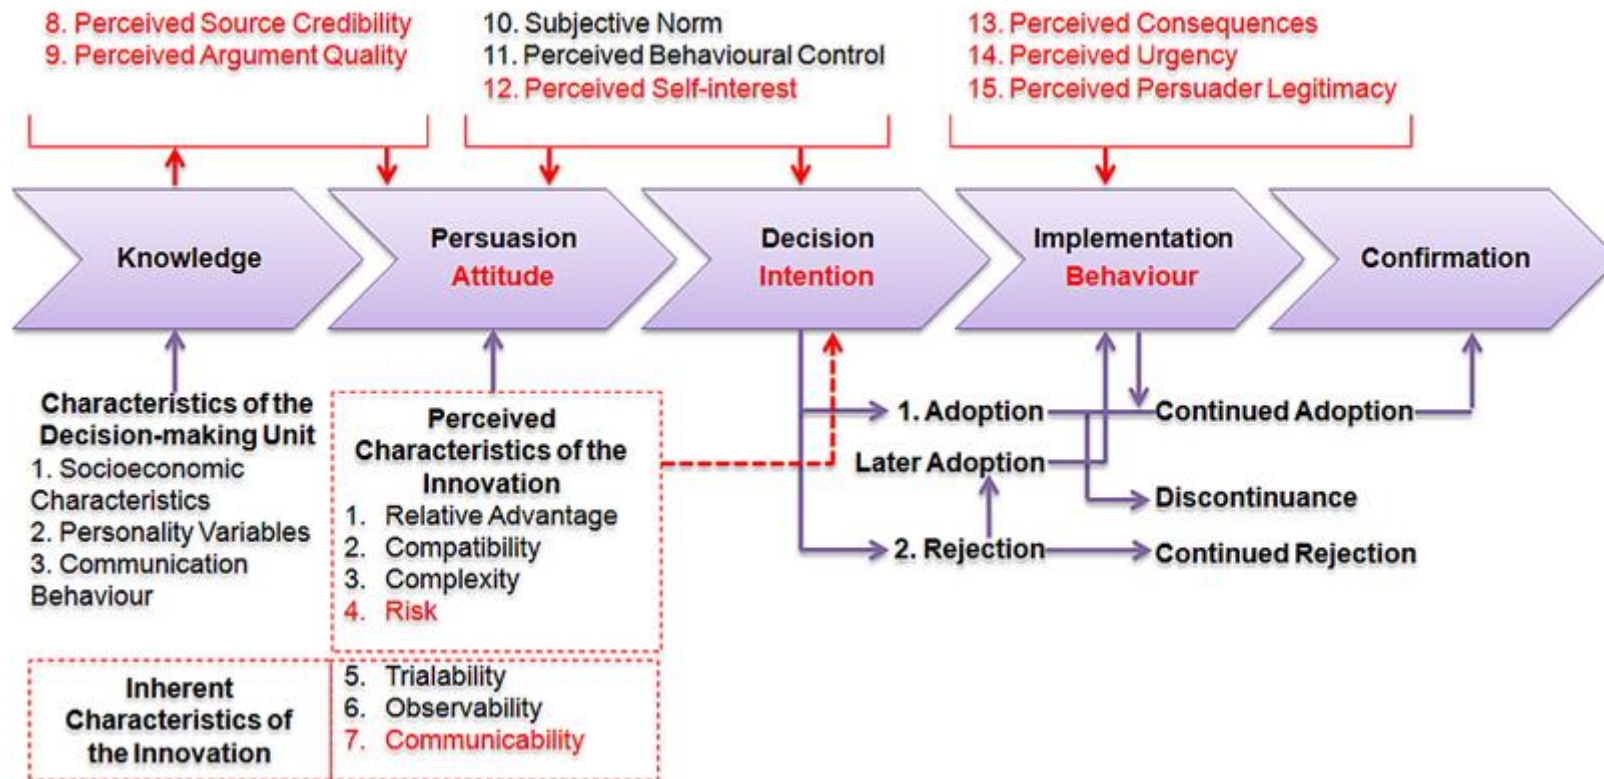 8. Perceived Source Credibility
9. Perceived Argument Quality
10. Subjective Norm
11. Perceived Behavioural Control
12. Perceived Self-interest
13. Perceived Consequences
14. Perceived Urgency
15. Perceived Persuader Legitimacy
Knowledge
Persuasion
Attitude
Decision
Intention
Implementation
Behaviour
Confirmation
Characteristics of the
Decision-making Unit
1. Socioeconomic
Characteristics
2. Personality Variables
3. Communication
Behaviour
Perceived
Characteristics of the
Innovation
1. Relative Advantage
2. Compatibility
3. Complexity
4. Risk
1. Adoption
Continued Adoption
Later Adoption
Discontinuance
2. Rejection
Continued Rejection
Inherent
Characteristics of
the Innovation
5. Trialability
6. Observability
7. Communicability